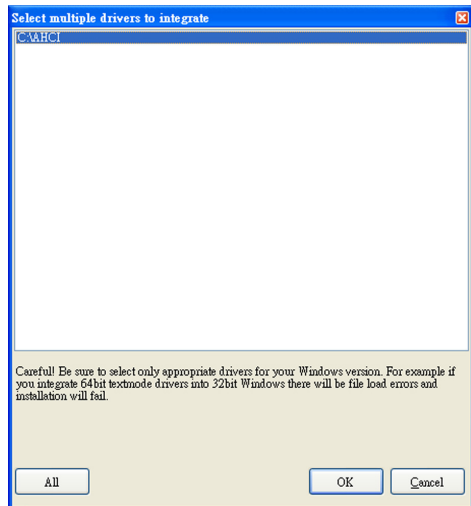 Select multiple drivers to integrate
C:\AHCI
Careful! Be sure to select only appropriate drivers for your Windows version. For example if
you integrate 64bit textmode drivers into 32bit Windows there will be file load errors and
installation will fail.
All
OK
Cancel